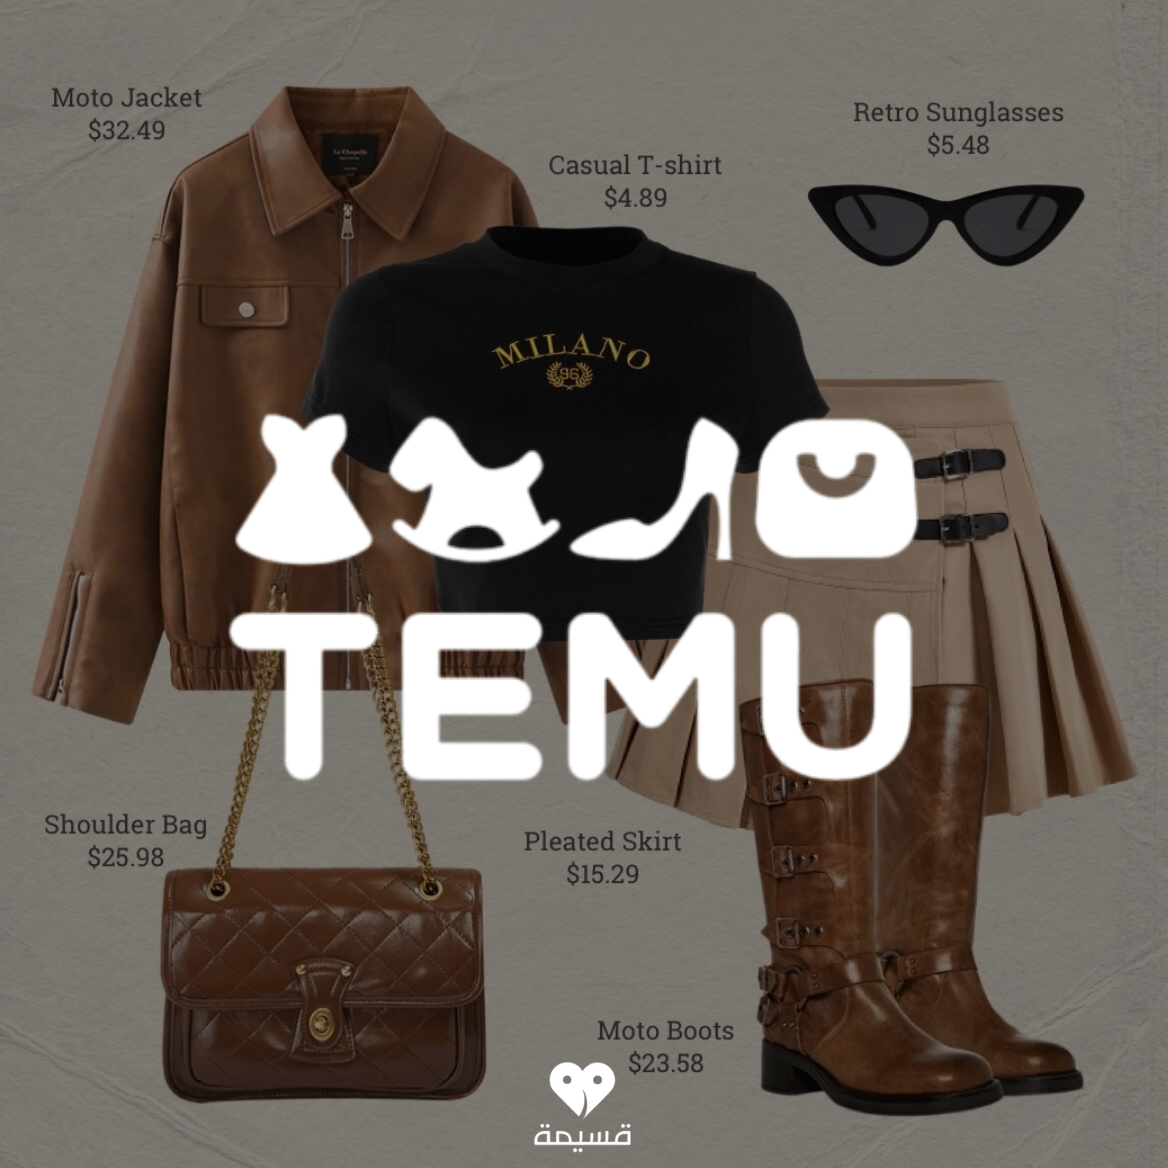 Moto Jacket
$32.49
Retro Sunglasses
$5.48
Casual T-shirt
$4.89
MILANO
96
TEMU
Shoulder Bag
$25.98
Pleated Skirt
$15.29
Moto Boots
$23.58
قسيمة